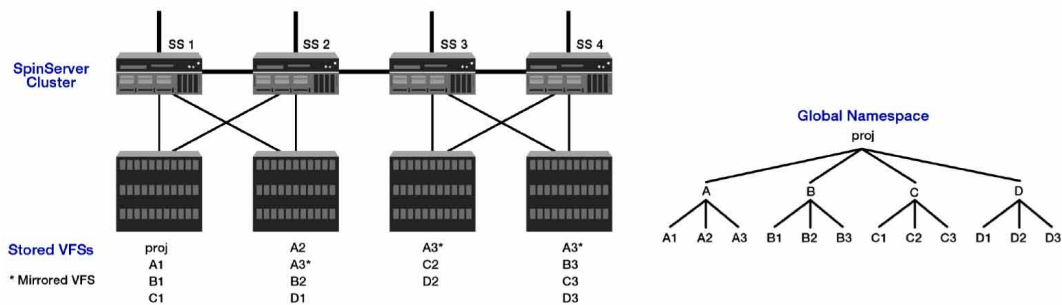 SS 1 SS 2 SS 3 SS 4
SpinServer
Cluster
Global Namespace
proj
A B C D
A1 A2 A3 B1 B2 B3 C1 C2 C3 D1 D2 D3
Stored VFSs
* Mirrored VFS
proj
A1
B1
C1
A2
A3*
B2
D1
A3*
C2
D2
A3*
B3
C3
D3